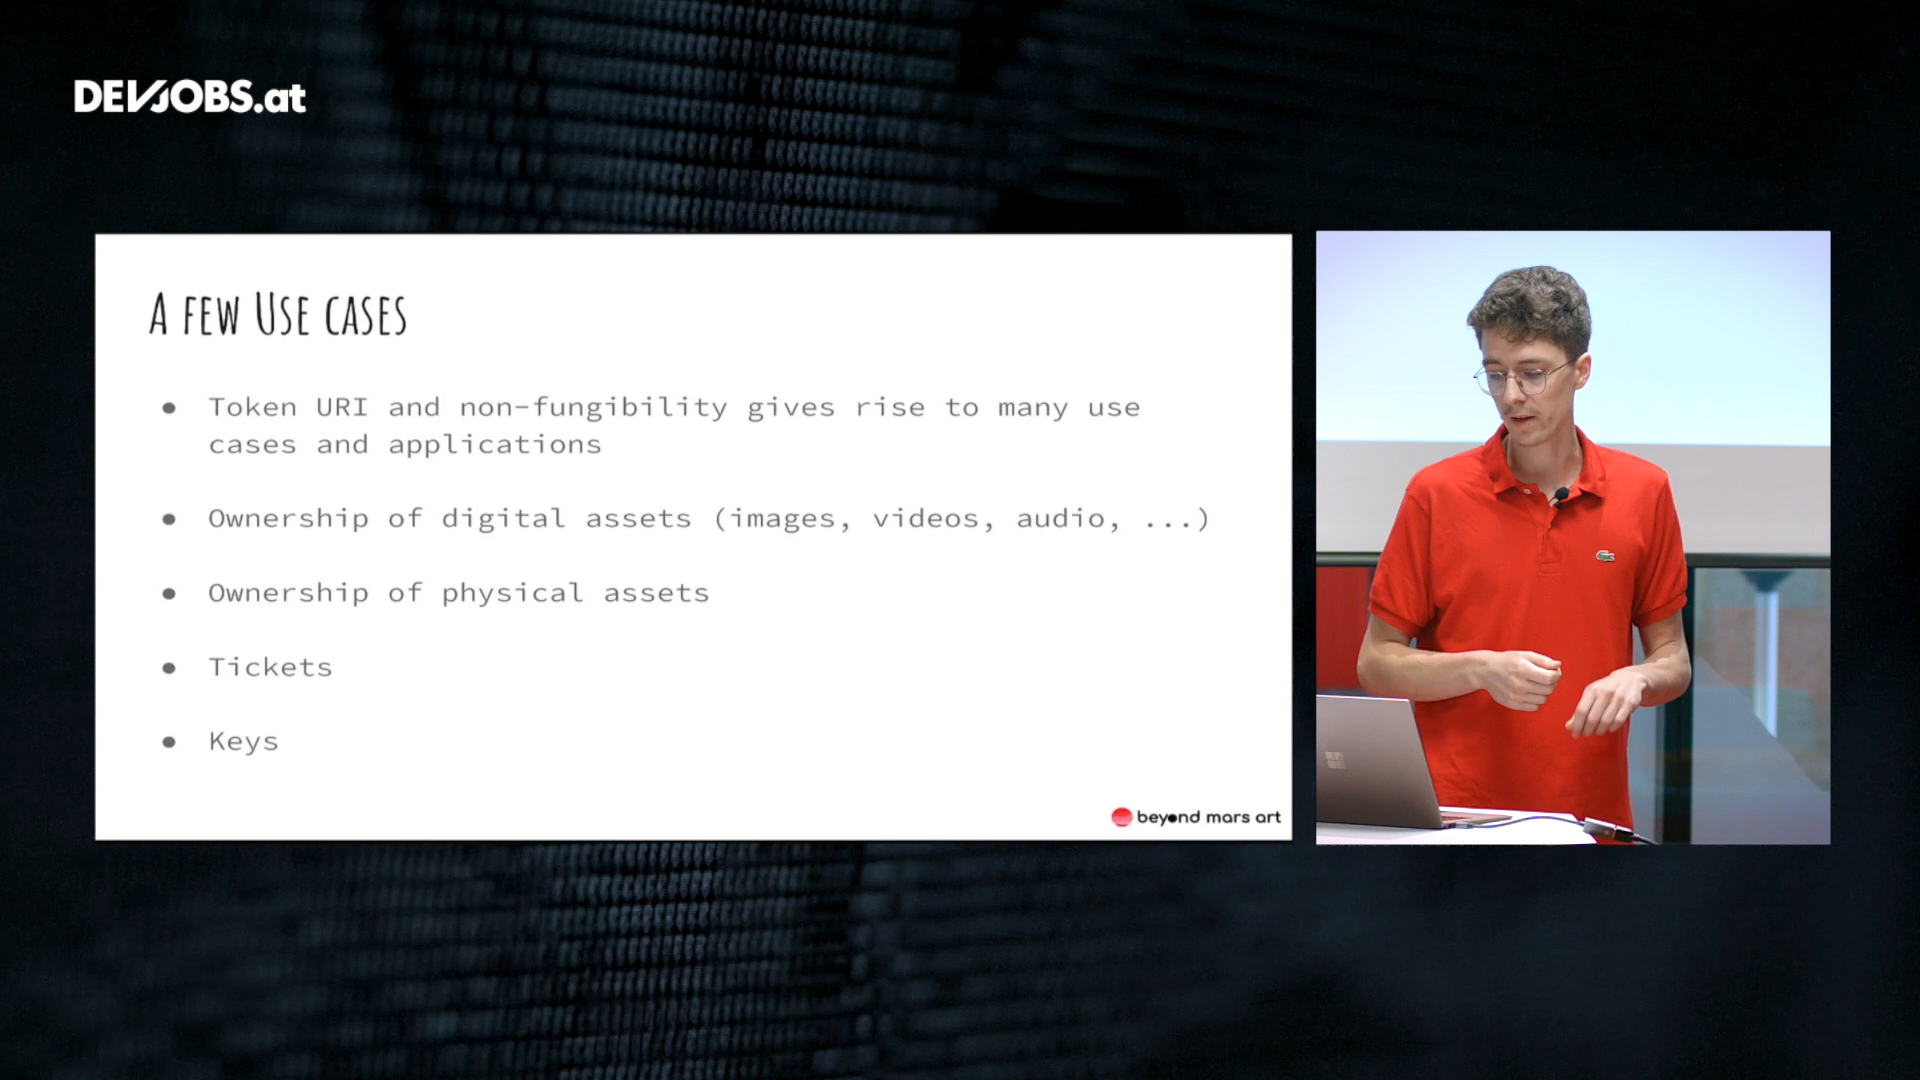 DEVJOBS.at
A FEW USE CASES
● Token URI and non-fungibility gives rise to many use
cases and applications
● Ownership of digital assets (images, videos, audio, ...)
● Ownership of physical assets
● Tickets
● Keys
beyond mars art